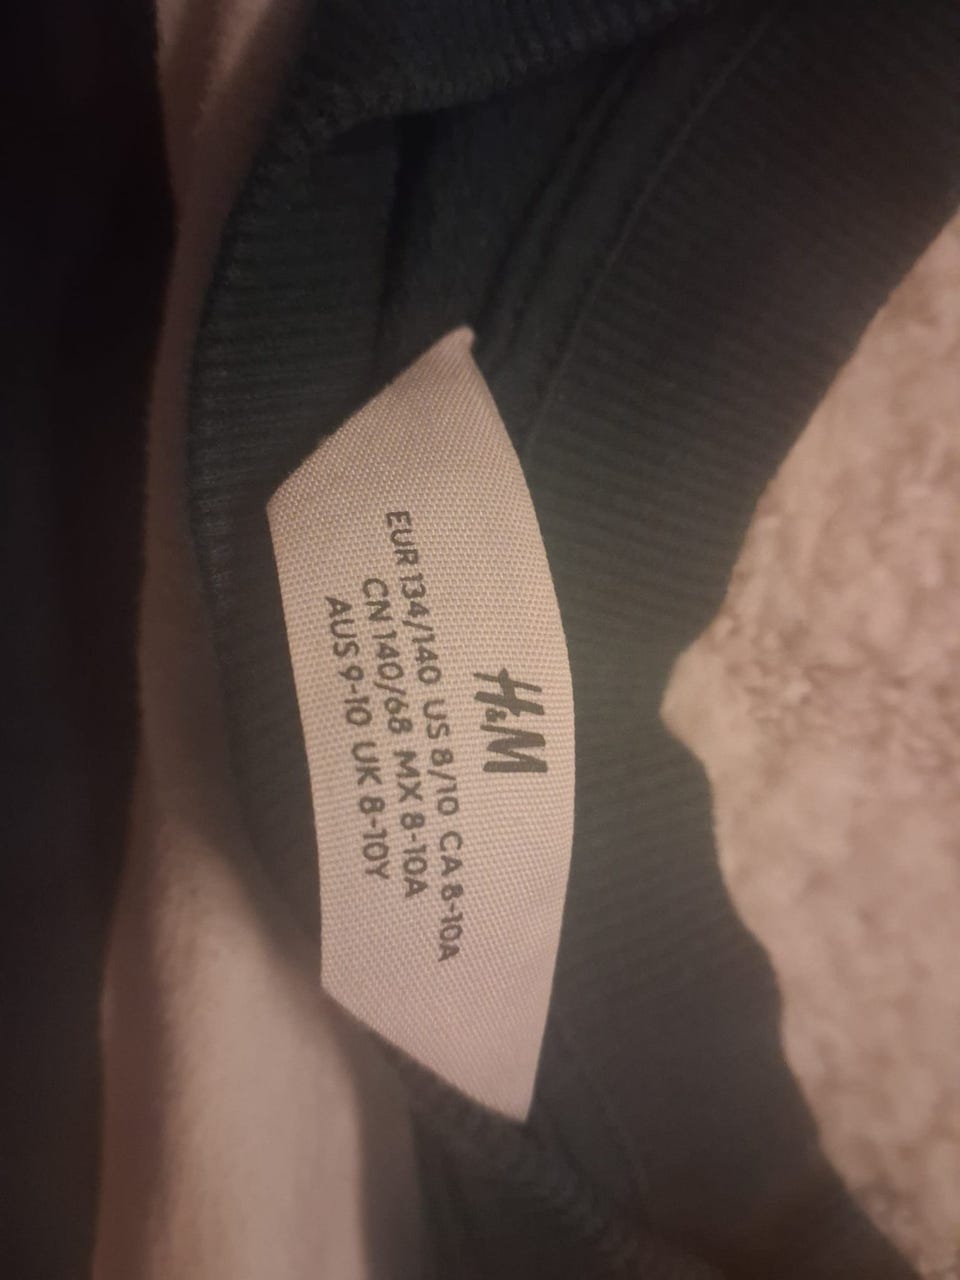 H&M
EUR 134/140 US 8/10 CA 8-10A
CN 140/68 MX 8-10A
AUS 9-10 UK 8-10Y